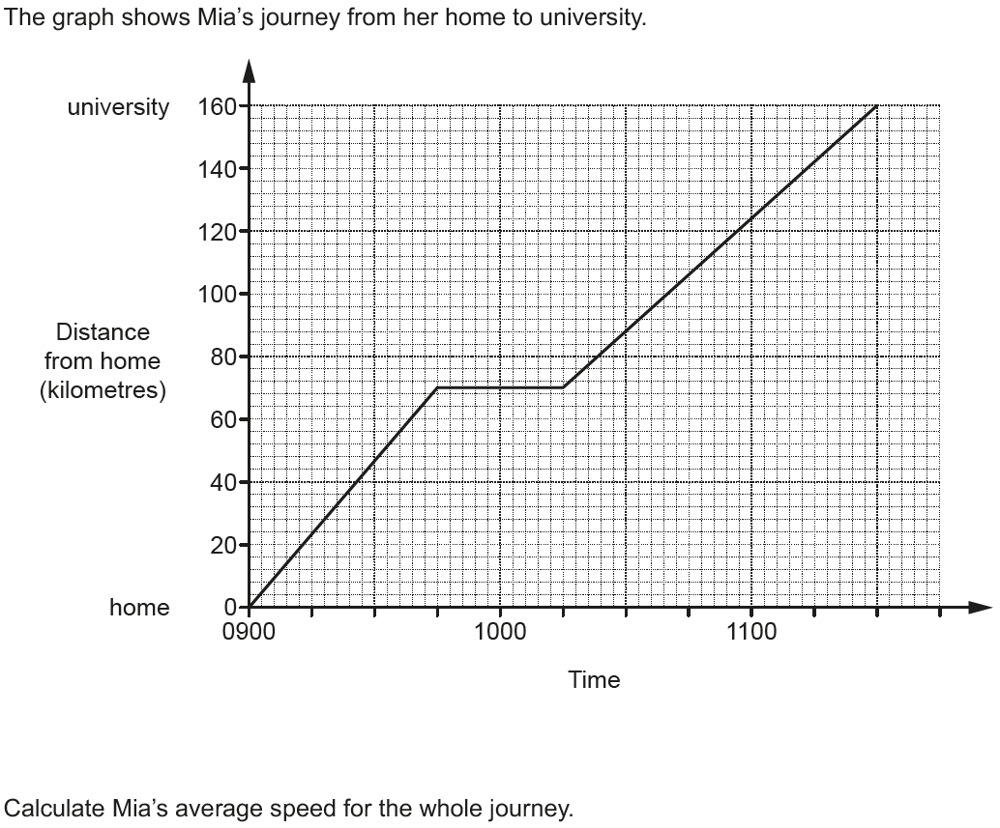 The graph shows Mia’s journey from her home to university.
university
160
140
120
100
Distance
from home
(kilometres)
80
60
40
20
home
0
0900
1000
1100
Time
Calculate Mia’s average speed for the whole journey.